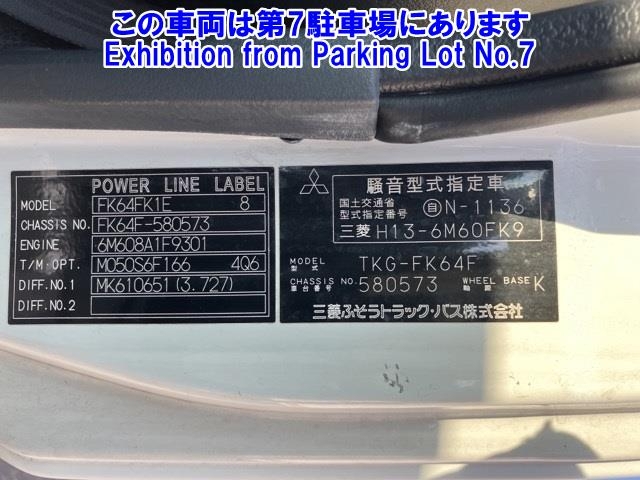 この車両は第7駐車場にあります
Exhibition from Parking Lot No.7
POWER LINE LABEL
MODEL FK64FK1E 8
CHASSIS NO. FK64F-580573
ENGINE 6M608A1F9301
T/M OPT. M050S6F166 4Q6
DIFF.NO.1 MK610651(3.727)
DIFF.NO.2
騒音型式指定車
国土交通省
型式指定番号 自N-1136
三菱 H13-6M60FK9
MODEL
型式 TKG-FK64F
CHASSIS NO. WHEEL BASE
車台番号 580573 軸距 K
三菱ふそうトラック・バス株式会社